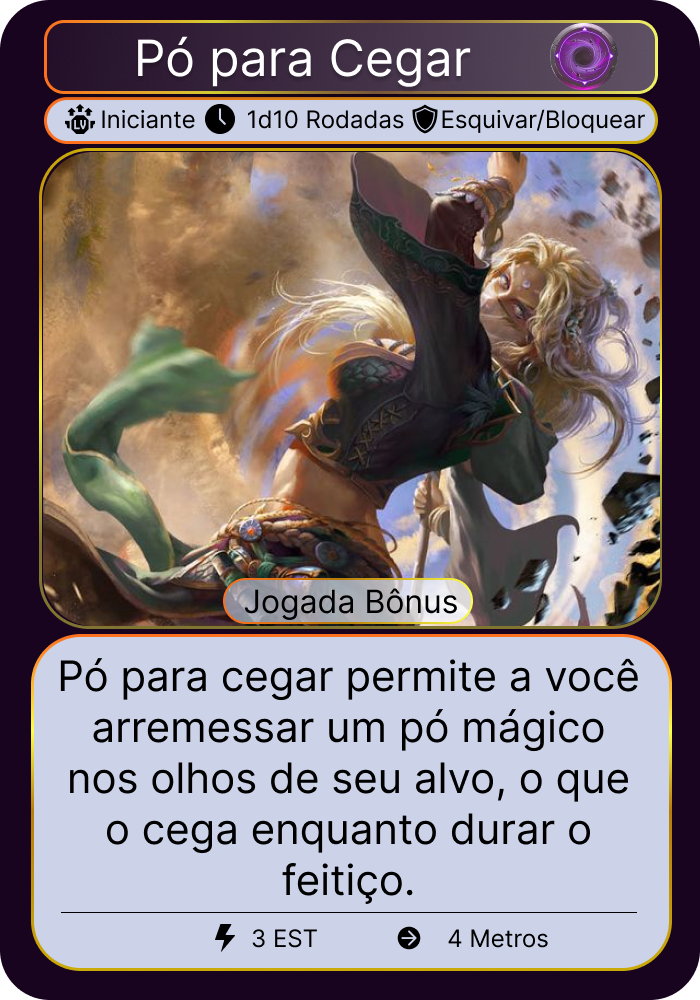 Pó para Cegar
LV Iniciante 1d10 Rodadas Esquivar/Bloquear
Jogada Bônus
Pó para cegar permite a você
arremessar um pó mágico
nos olhos de seu alvo, o que
o cega enquanto durar o
feitiço.
3 EST 4 Metros